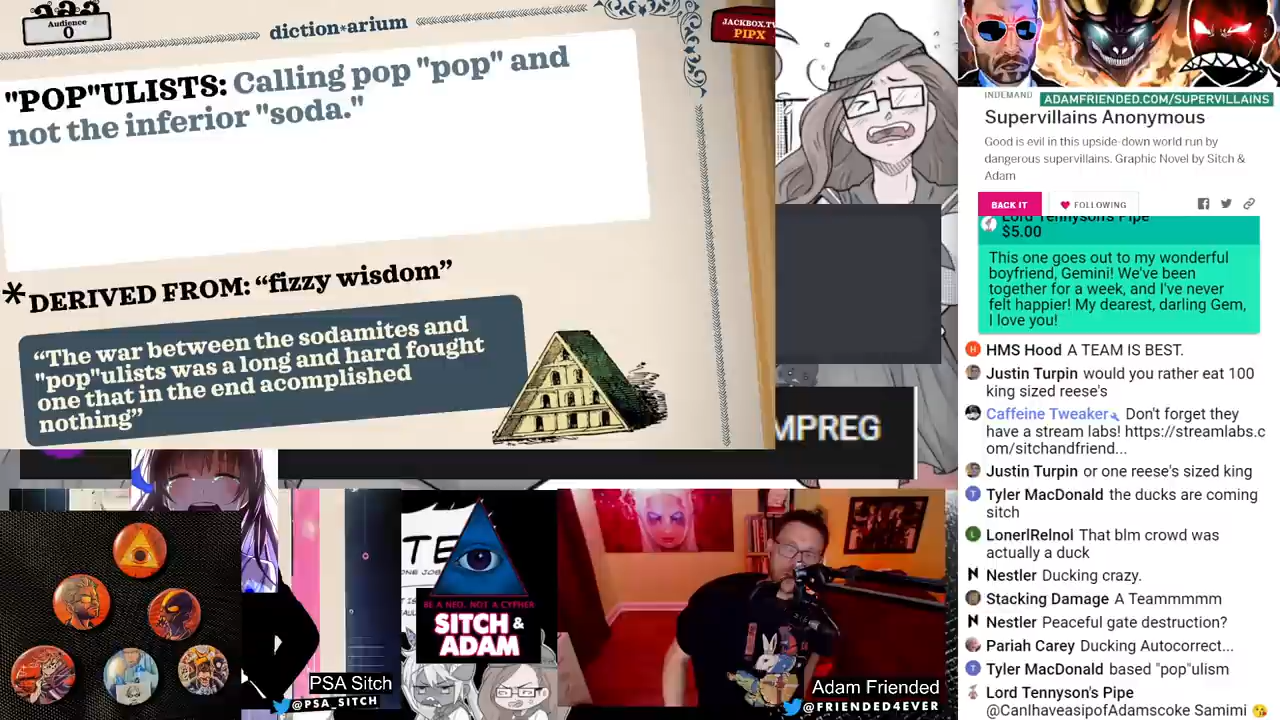 Audience
0
diction*arium
JACKBOX.TV
PIPX
"POP"ULISTS: Calling pop "pop" and
not the inferior "soda."
*DERIVED FROM: “fizzy wisdom”
“The war between the sodamites and
"pop"ulists was a long and hard fought
one that in the end acomplished
nothing”
MPREG
BE A NEO, NOT A CYPHER
SITCH &
ADAM
PSA Sitch
@PSA_SITCH
Adam Friended
@FRIENDED4EVER
INDEMAND
ADAMFRIENDED.COM/SUPERVILLAINS
Supervillains Anonymous
Good is evil in this upside-down world run by
dangerous supervillains. Graphic Novel by Sitch &
Adam
BACK IT
FOLLOWING
Lord Tennyson's Pipe
$5.00
This one goes out to my wonderful
boyfriend, Gemini! We've been
together for a week, and I've never
felt happier! My dearest, darling Gem,
I love you!
HMS Hood A TEAM IS BEST.
Justin Turpin would you rather eat 100
king sized reese's
Caffeine Tweaker Don't forget they
have a stream labs! https://streamlabs.c
om/sitchandfriend...
Justin Turpin or one reese's sized king
Tyler MacDonald the ducks are coming
sitch
Loner|Relnol That blm crowd was
actually a duck
Nestler Ducking crazy.
Stacking Damage A Teammmmm
Nestler Peaceful gate destruction?
Pariah Carey Ducking Autocorrect...
Tyler MacDonald based "pop"ulism
Lord Tennyson's Pipe
@CanIhaveasipofAdamscoke Samimi 😘